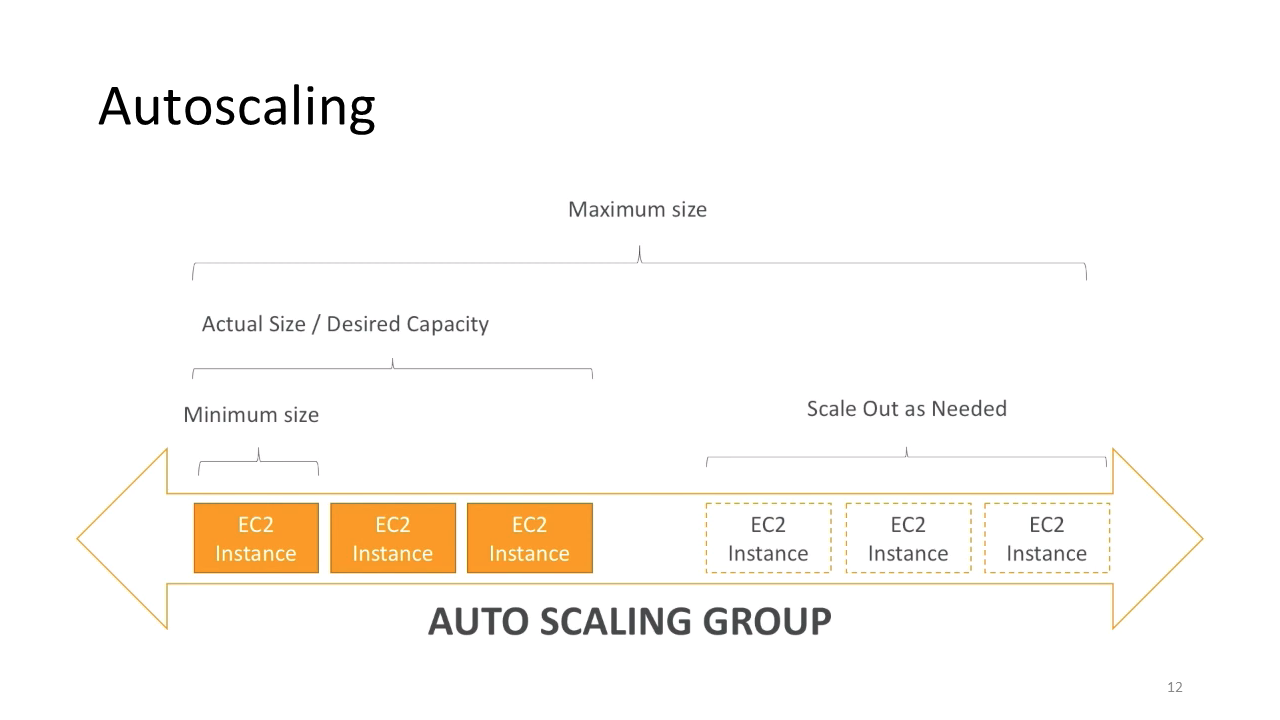 Autoscaling
Maximum size
Actual Size / Desired Capacity
Minimum size
Scale Out as Needed
EC2
Instance
EC2
Instance
EC2
Instance
EC2
Instance
EC2
Instance
EC2
Instance
AUTO SCALING GROUP
12